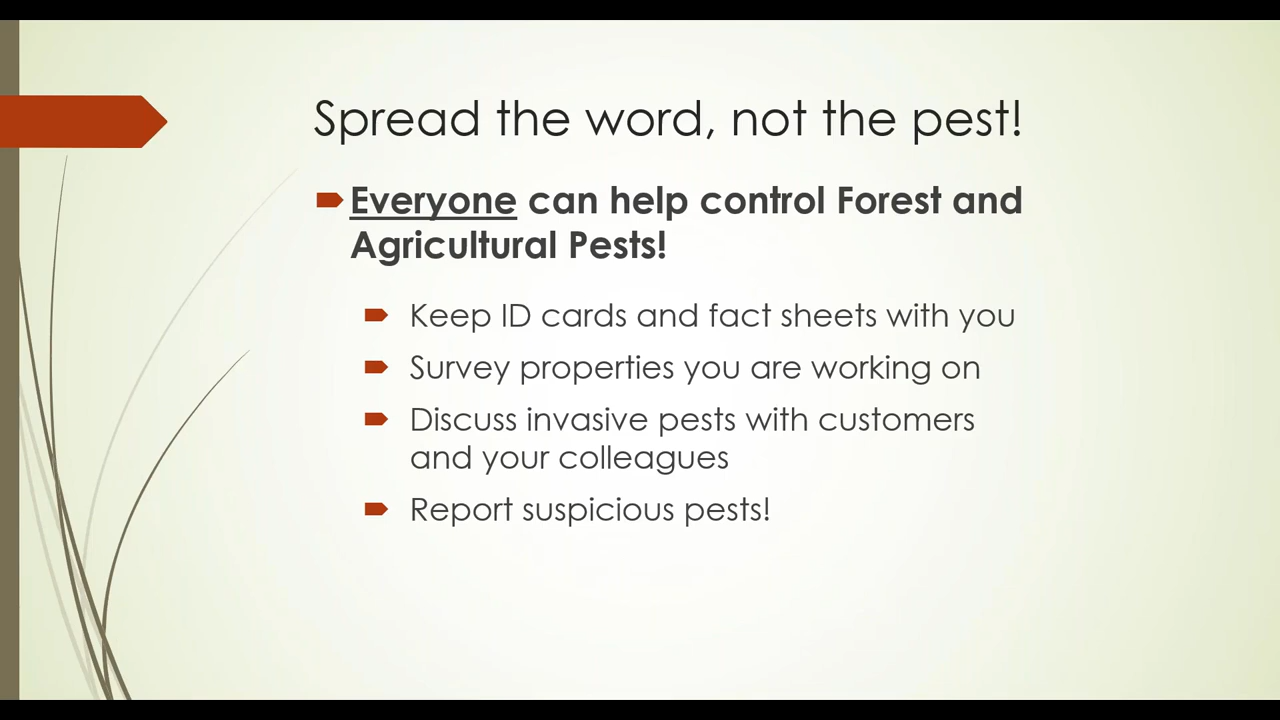 Spread the word, not the pest!
Everyone can help control Forest and
Agricultural Pests!
Keep ID cards and fact sheets with you
Survey properties you are working on
Discuss invasive pests with customers
and your colleagues
Report suspicious pests!